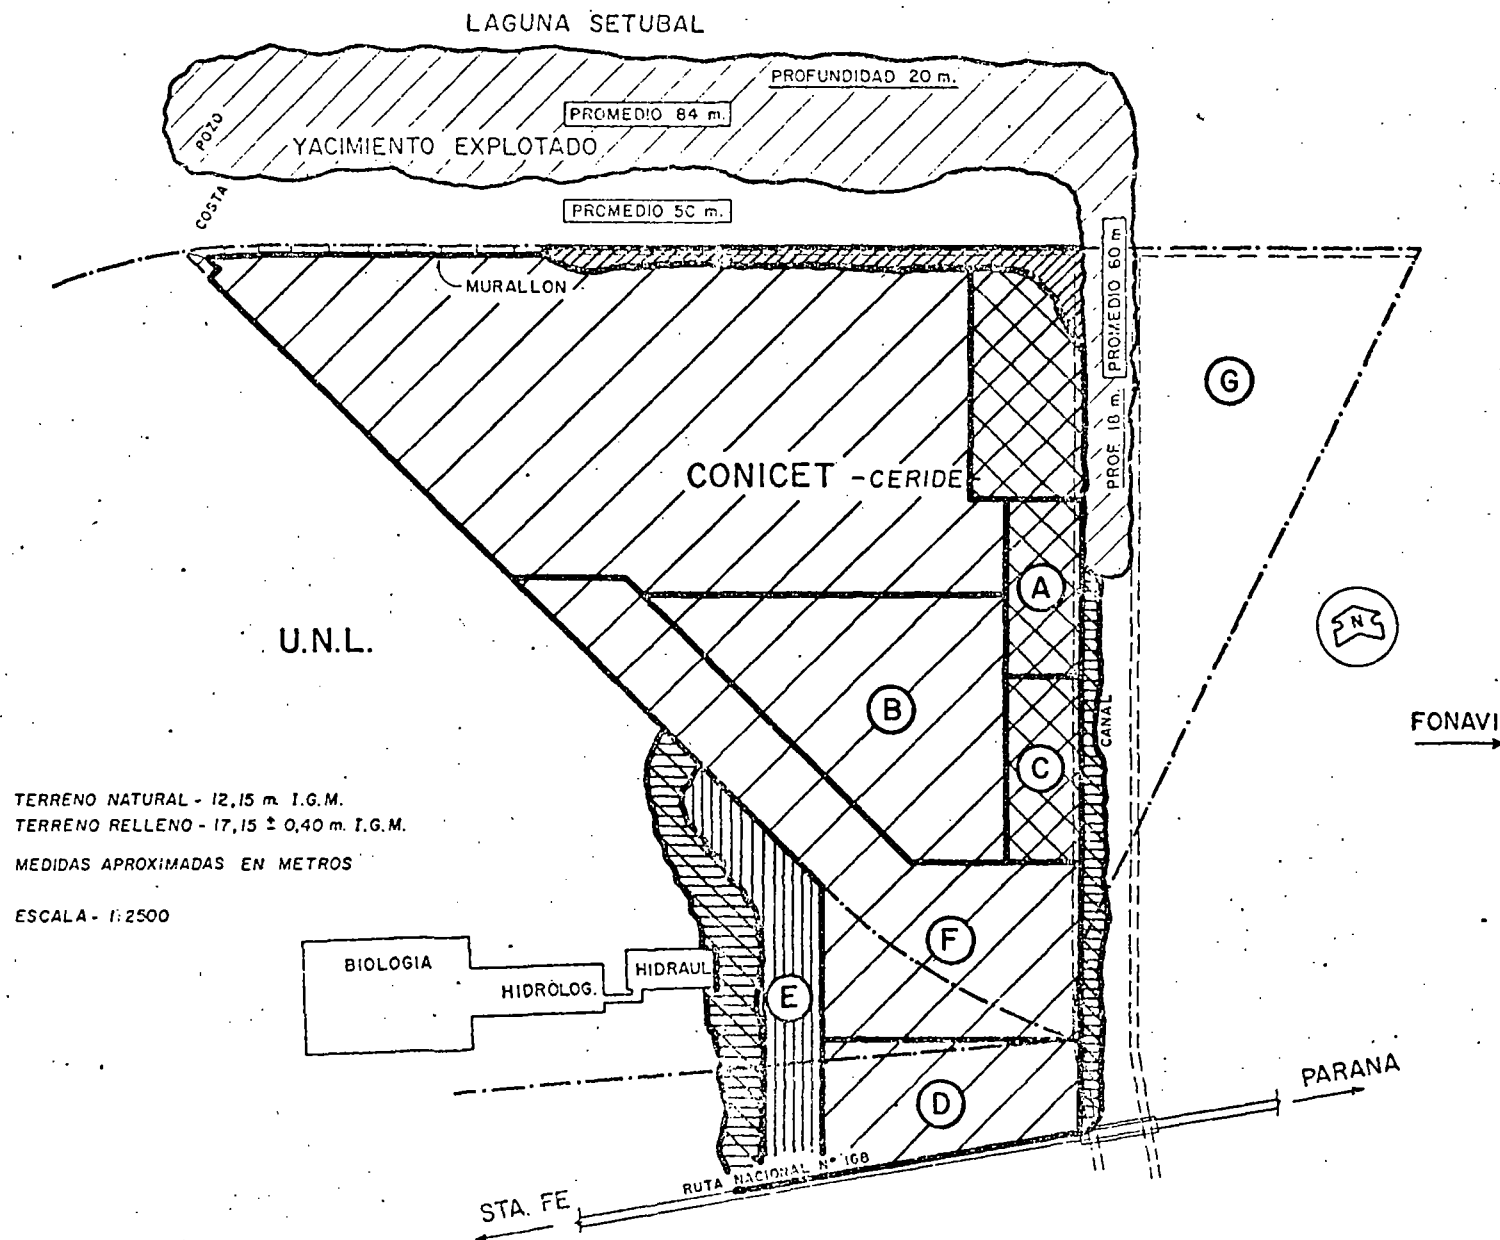 LAGUNA SETUBAL
PROFUNDIDAD 20 m.
PROMEDIO 84 m.
POZO
YACIMIENTO EXPLOTADO
COSTA
PROMEDIO 50 m.
MURALLON
PROMEDIO 60 m
PROF. 18 m.
G
CONICET - CERIDE
A
N
U.N.L.
B
CANAL
FONAVI
C
TERRENO NATURAL - 12,15 m I.G.M.
TERRENO RELLENO - 17,15 ± 0,40 m. I.G.M.
MEDIDAS APROXIMADAS EN METROS
ESCALA - 1:2500
F
BIOLOGIA
HIDRAUL
HIDROLOG.
E
PARANA
D
RUTA NACIONAL Nº 168
STA. FE